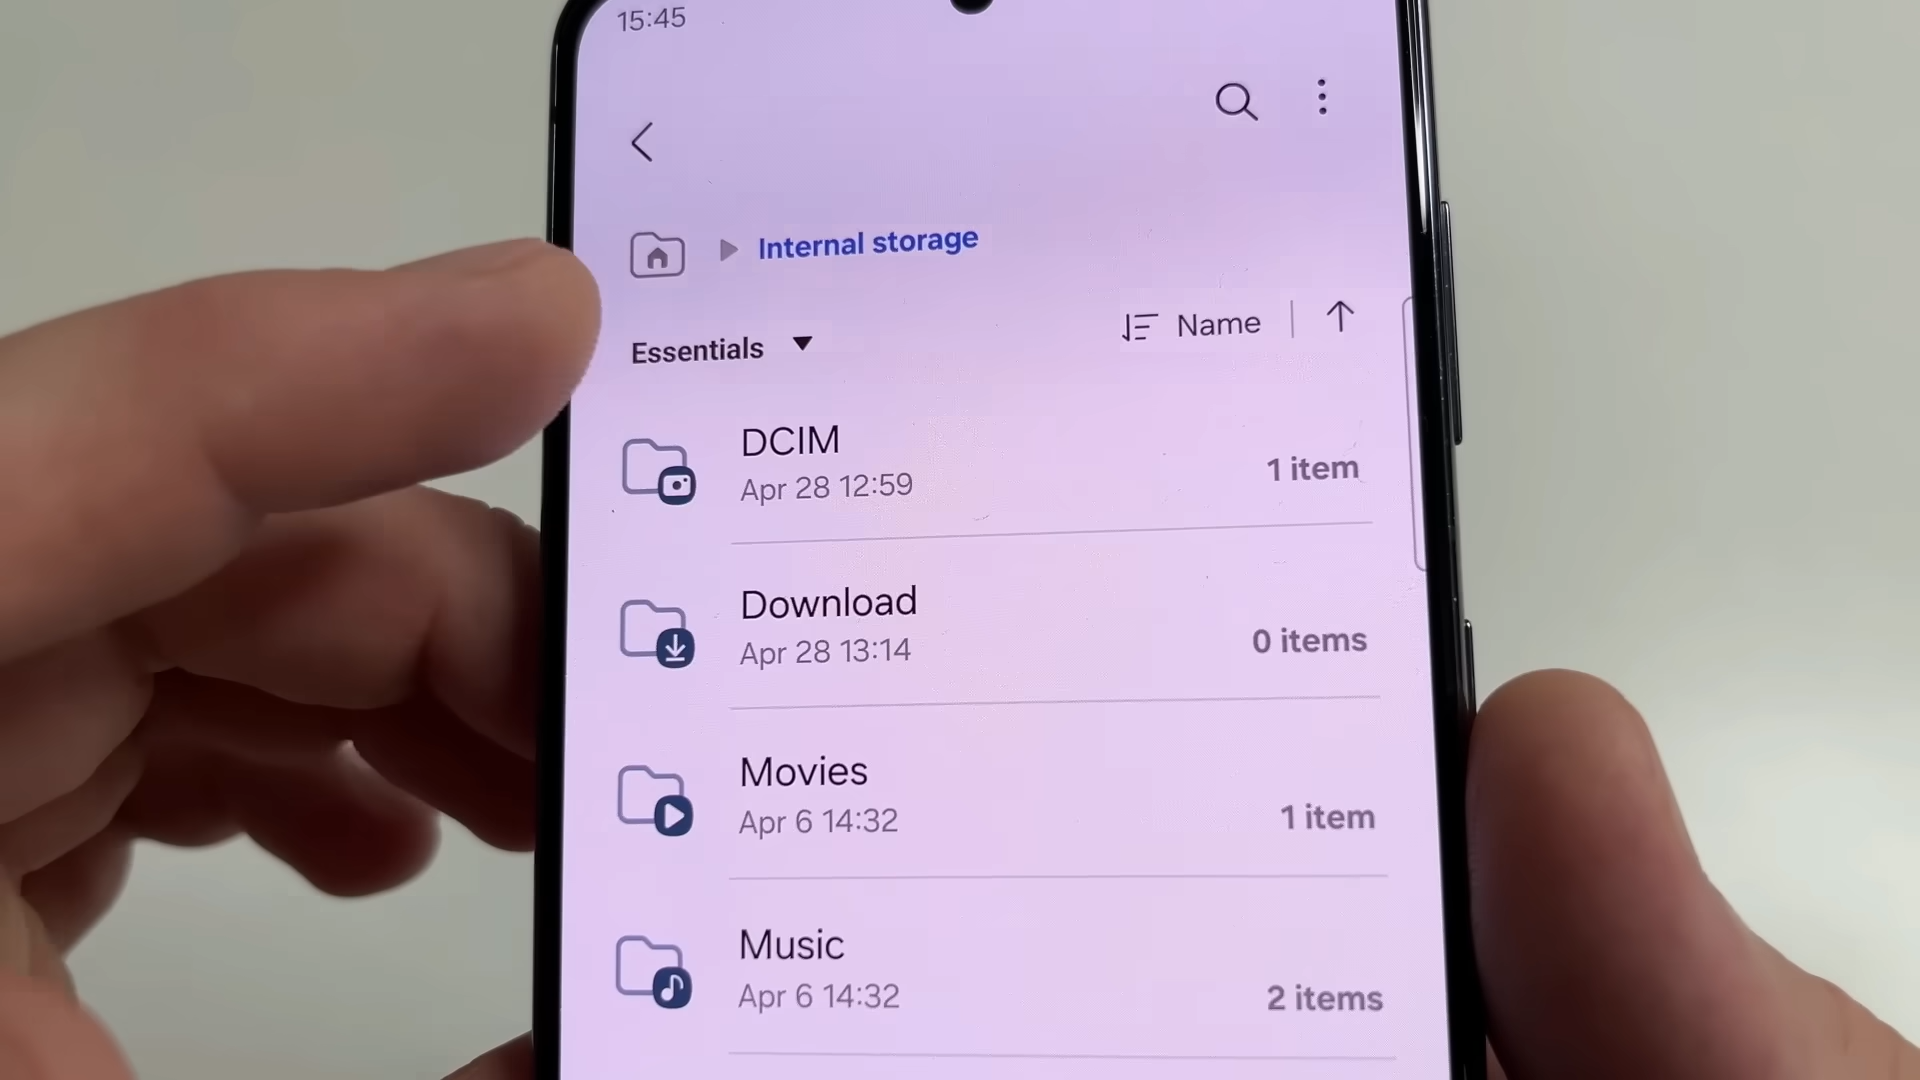 15:45
Internal storage
Essentials
Name
DCIM
Apr 28 12:59
1 item
Download
Apr 28 13:14
0 items
Movies
Apr 6 14:32
1 item
Music
Apr 6 14:32
2 items